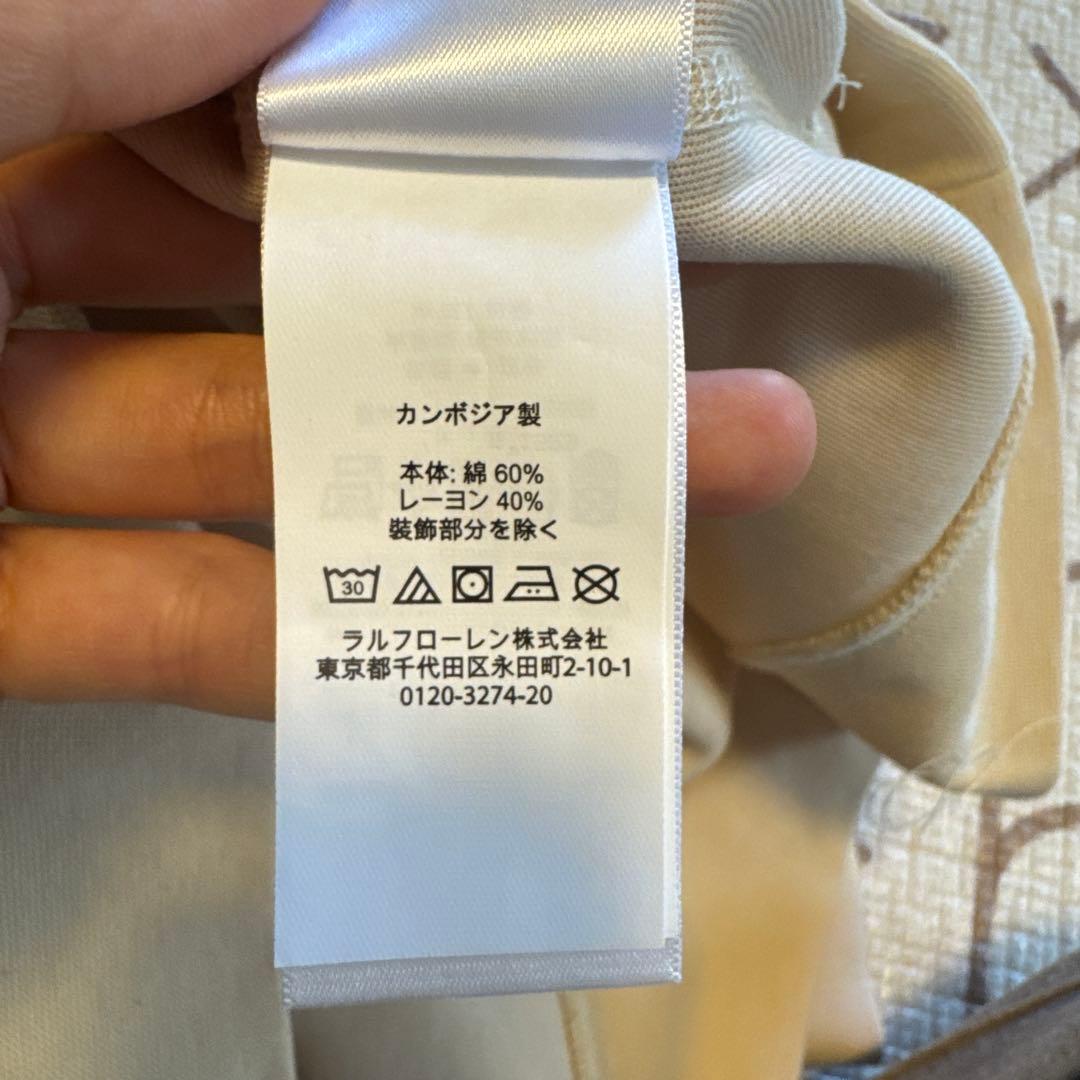 カンボジア製
本体: 綿 60%
レーヨン 40%
装飾部分を除く
30
ラルフローレン株式会社
東京都千代田区永田町2-10-1
0120-3274-20